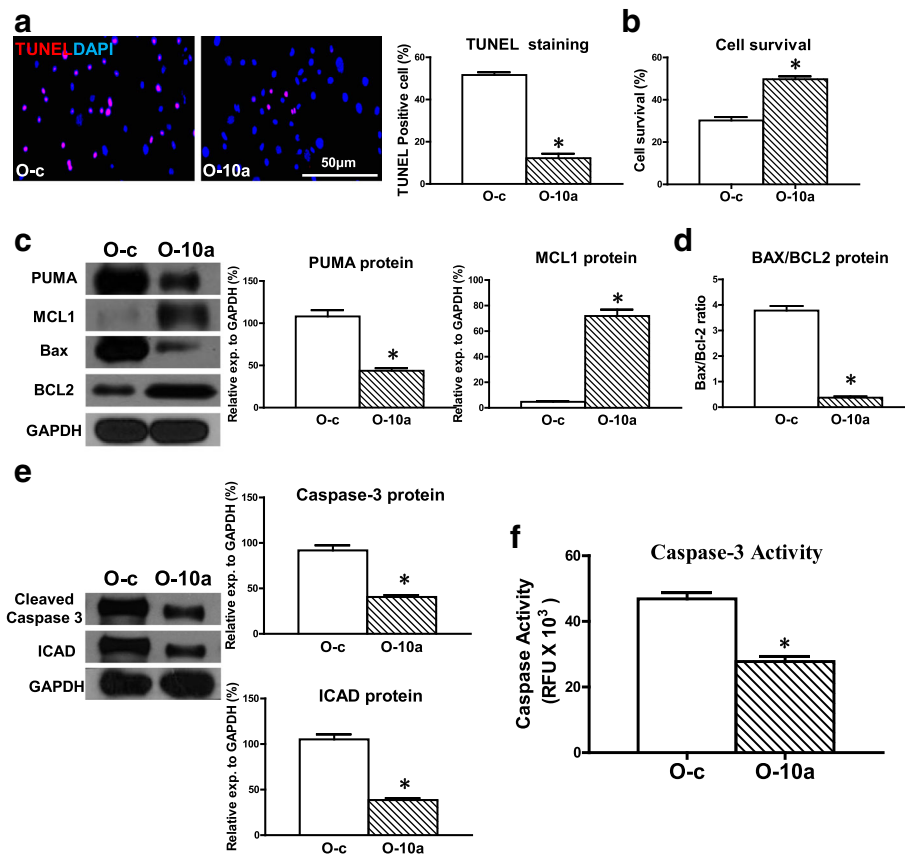 a
TUNELDAPI
O-c
O-10a
50μm
TUNEL staining
TUNEL Positive cell (%)
60
40
20
0
*
O-c
O-10a
b
Cell survival
Cell survival (%)
60
40
20
0
*
O-c
O-10a
c
O-c O-10a
PUMA
MCL1
Bax
BCL2
GAPDH
PUMA protein
Relative exp. to GAPDH (%)
150
100
50
0
*
O-c
O-10a
MCL1 protein
Relative exp. to GAPDH (%)
100
80
60
40
20
0
*
O-c
O-10a
d
BAX/BCL2 protein
Bax/Bcl-2 ratio
5
4
3
2
1
0
*
O-c
O-10a
e
O-c O-10a
Cleaved
Caspase 3
ICAD
GAPDH
Caspase-3 protein
Relative exp. to GAPDH (%)
150
100
50
0
*
O-c
O-10a
ICAD protein
Relative exp. to GAPDH (%)
150
100
50
0
*
O-c
O-10a
f
Caspase-3 Activity
Caspase Activity
(RFU X 10³)
60
40
20
0
*
O-c
O-10a